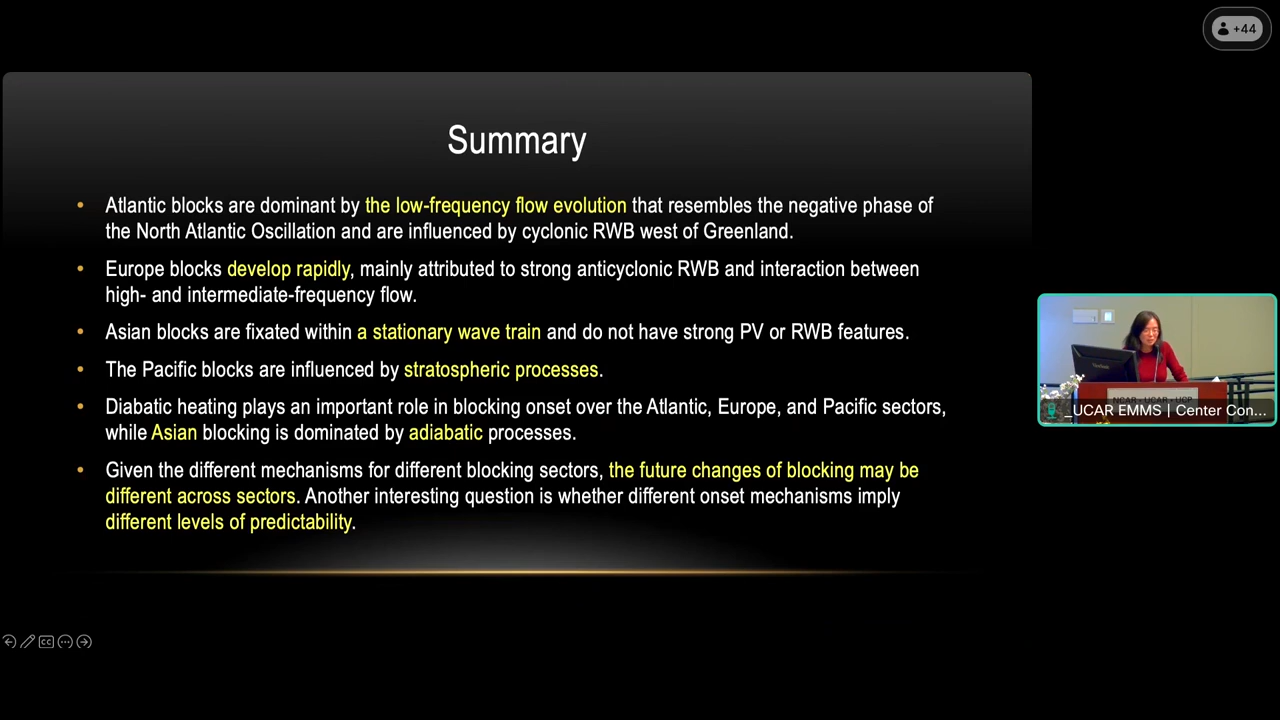 +44
Summary
• Atlantic blocks are dominant by the low-frequency flow evolution that resembles the negative phase of
the North Atlantic Oscillation and are influenced by cyclonic RWB west of Greenland.
• Europe blocks develop rapidly, mainly attributed to strong anticyclonic RWB and interaction between
high- and intermediate-frequency flow.
• Asian blocks are fixated within a stationary wave train and do not have strong PV or RWB features.
• The Pacific blocks are influenced by stratospheric processes.
• Diabatic heating plays an important role in blocking onset over the Atlantic, Europe, and Pacific sectors,
while Asian blocking is dominated by adiabatic processes.
• Given the different mechanisms for different blocking sectors, the future changes of blocking may be
different across sectors. Another interesting question is whether different onset mechanisms imply
different levels of predictability.
NCAR • UCAR • UCP
_UCAR EMMS | Center Con...
CC